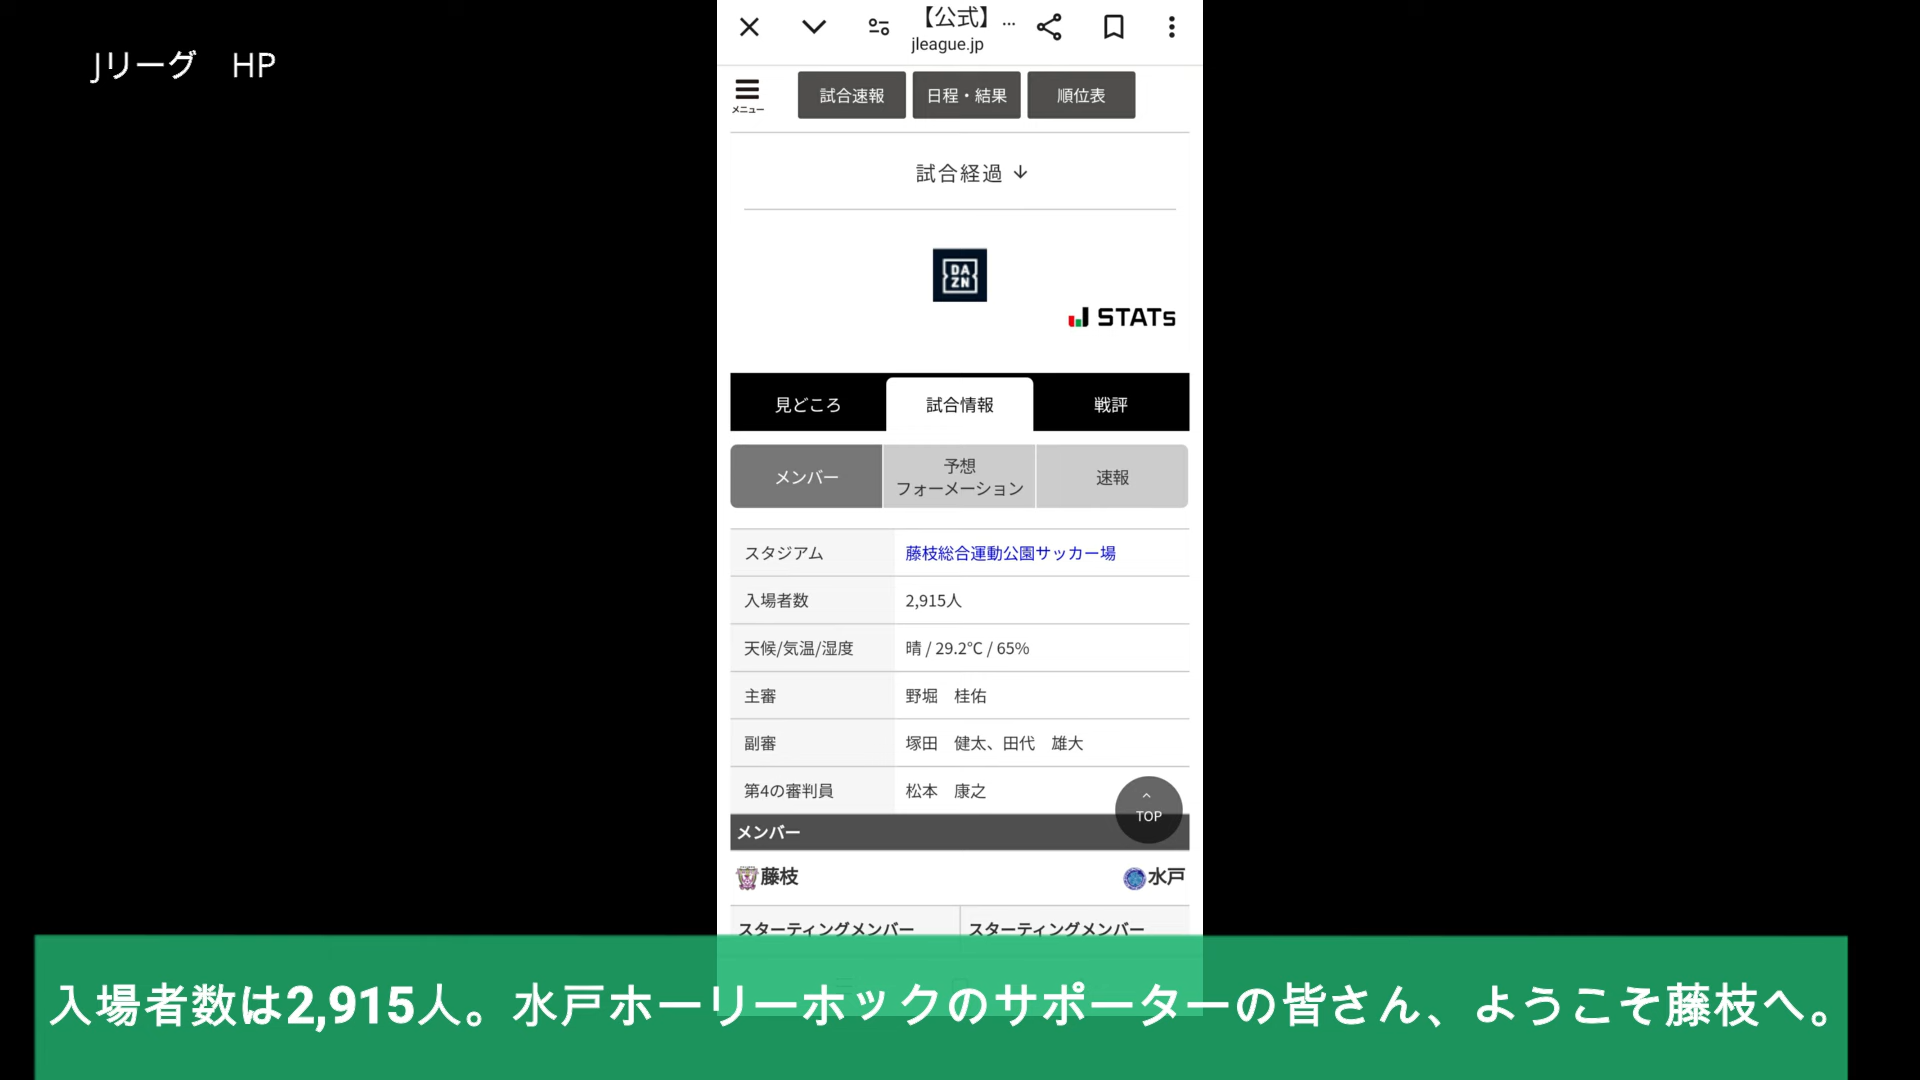 Jリーグ　HP
【公式】...
jleague.jp
メニュー
試合速報
日程・結果
順位表
試合経過 ↓
DAZN
J STATs
見どころ
試合情報
戦評
メンバー
予想
フォーメーション
速報
スタジアム 藤枝総合運動公園サッカー場
入場者数 2,915人
天候/気温/湿度 晴 / 29.2℃ / 65%
主審 野堀　桂佑
副審 塚田　健太、田代　雄大
第4の審判員 松本　康之
TOP
メンバー
藤枝 水戸
スターティングメンバー スターティングメンバー
入場者数は2,915人。水戸ホーリーホックのサポーターの皆さん、ようこそ藤枝へ。